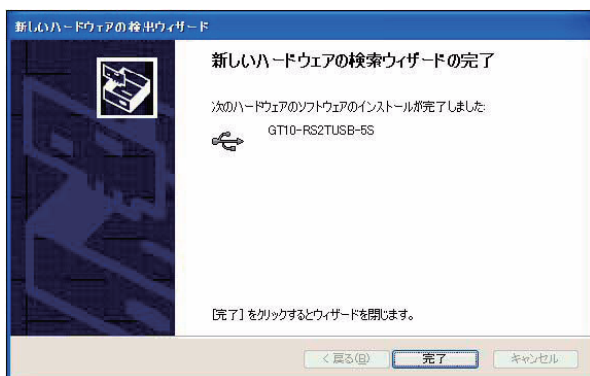 新しいハードウェアの検出ウィザード
新しいハードウェアの検索ウィザードの完了
次のハードウェアのソフトウェアのインストールが完了しました:
GT10-RS2TUSB-5S
[完了] をクリックするとウィザードを閉じます。
< 戻る(B)
完了
キャンセル